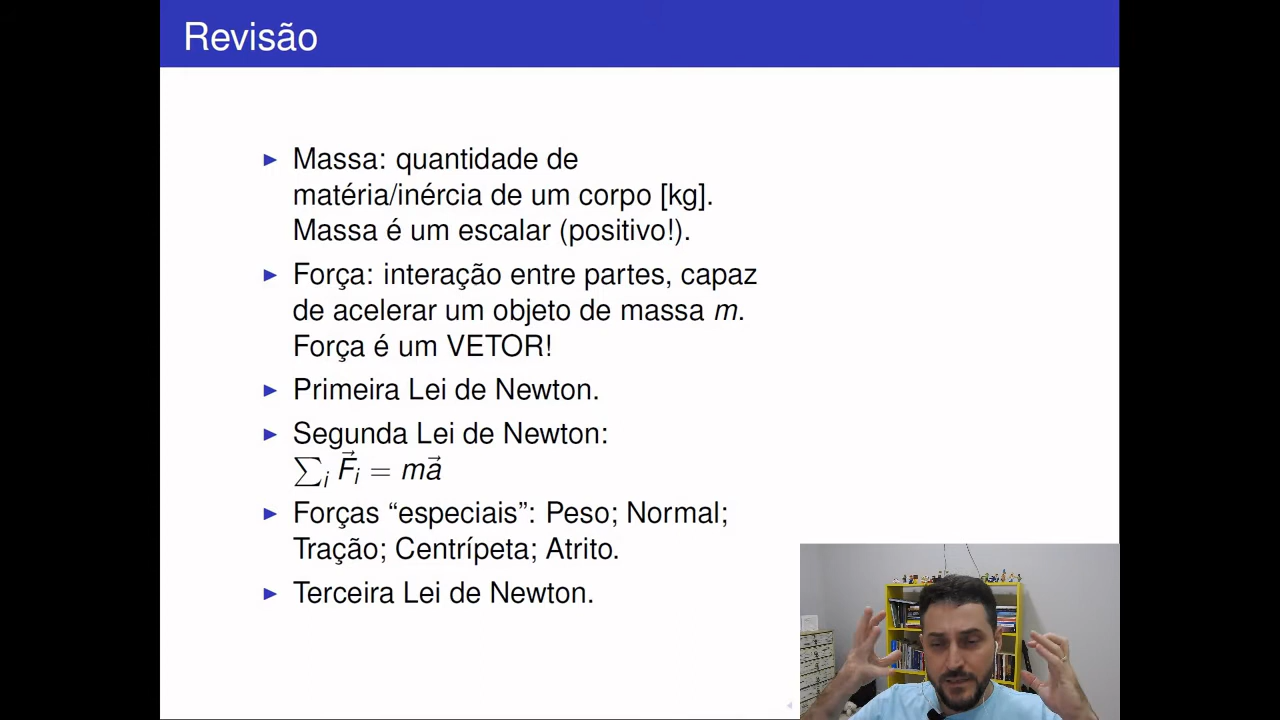 Revisão
Massa: quantidade de
matéria/inércia de um corpo [kg].
Massa é um escalar (positivo!).
Força: interação entre partes, capaz
de acelerar um objeto de massa m.
Força é um VETOR!
Primeira Lei de Newton.
Segunda Lei de Newton:
∑ᵢ F⃗ᵢ = ma⃗
Forças “especiais”: Peso; Normal;
Tração; Centrípeta; Atrito.
Terceira Lei de Newton.